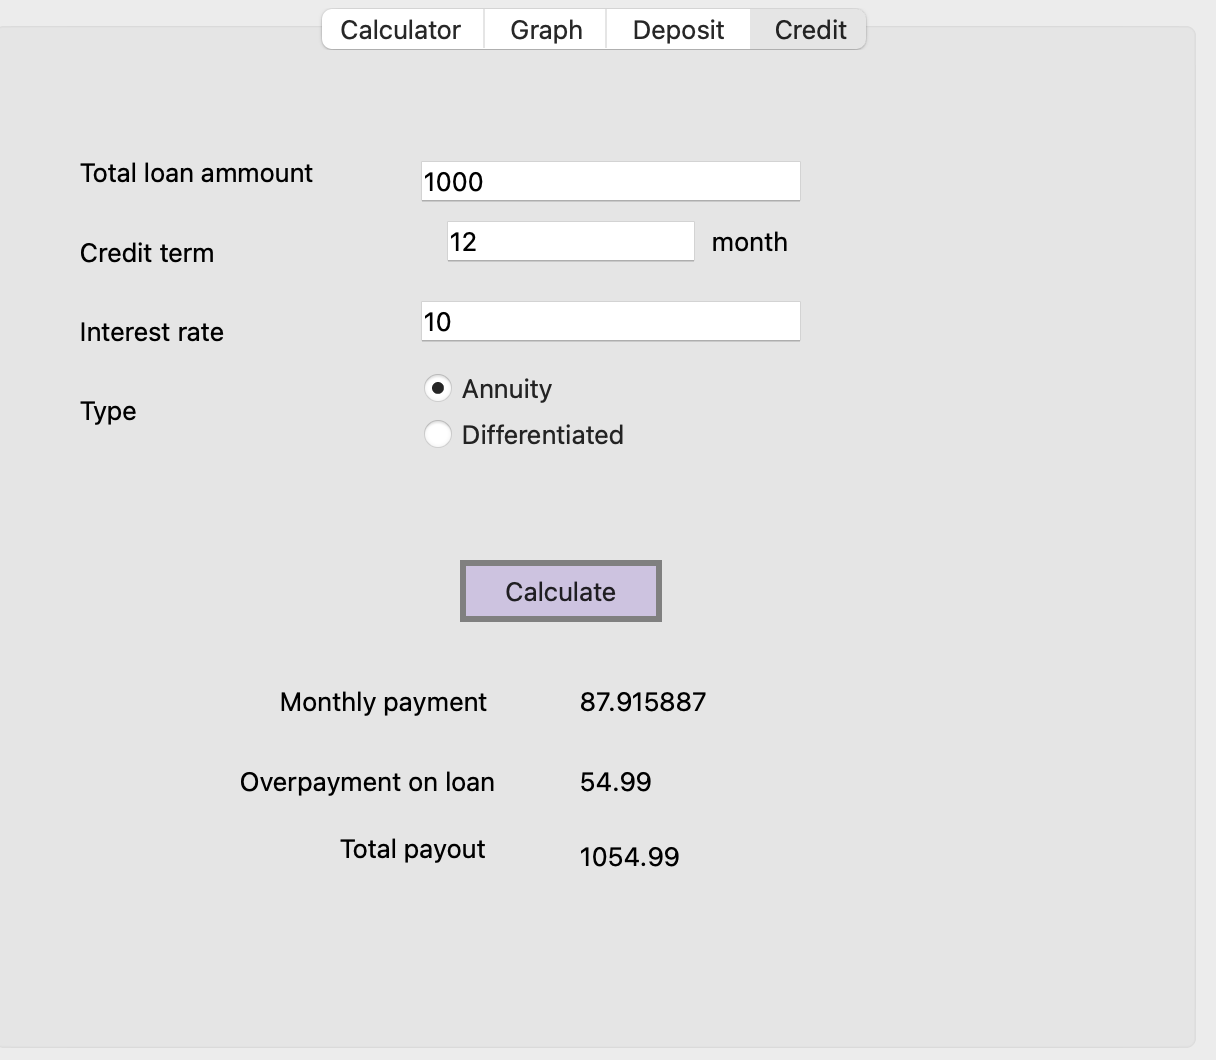 Calculator Graph Deposit Credit
Total loan ammount 1000
Credit term 12 month
Interest rate 10
Type Annuity
Differentiated
Calculate
Monthly payment 87.915887
Overpayment on loan 54.99
Total payout 1054.99